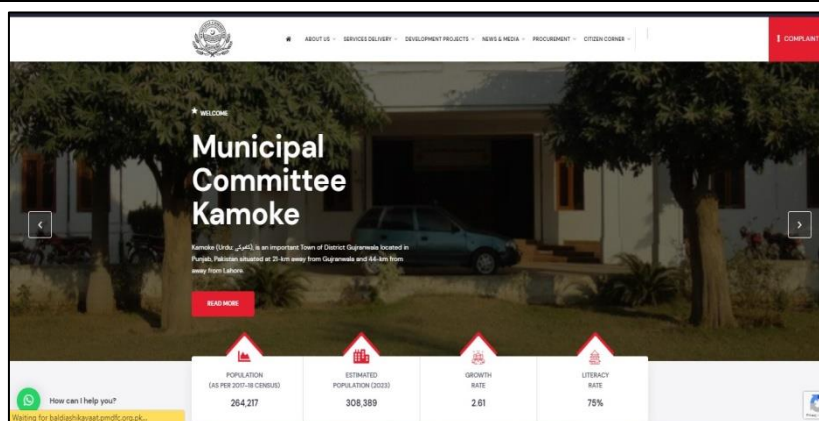 ABOUT US
SERVICES DELIVERY
DEVELOPMENT PROJECTS
NEWS & MEDIA
PROCUREMENT
CITIZEN CORNER
COMPLAINT
WELCOME
Municipal
Committee
Kamoke
Kamoke (Urdu: کامونکی), is an important Town of District Gujranwala located in
Punjab, Pakistan situated at 21-km away from Gujranwala and 44-km from
away from Lahore.
READ MORE
POPULATION
(AS PER 2017-18 CENSUS)
264,217
ESTIMATED
POPULATION (2023)
308,389
GROWTH
RATE
2.61
LITERACY
RATE
75%
How can I help you?
Waiting for baldiashikayaat.pmdfc.org.pk...